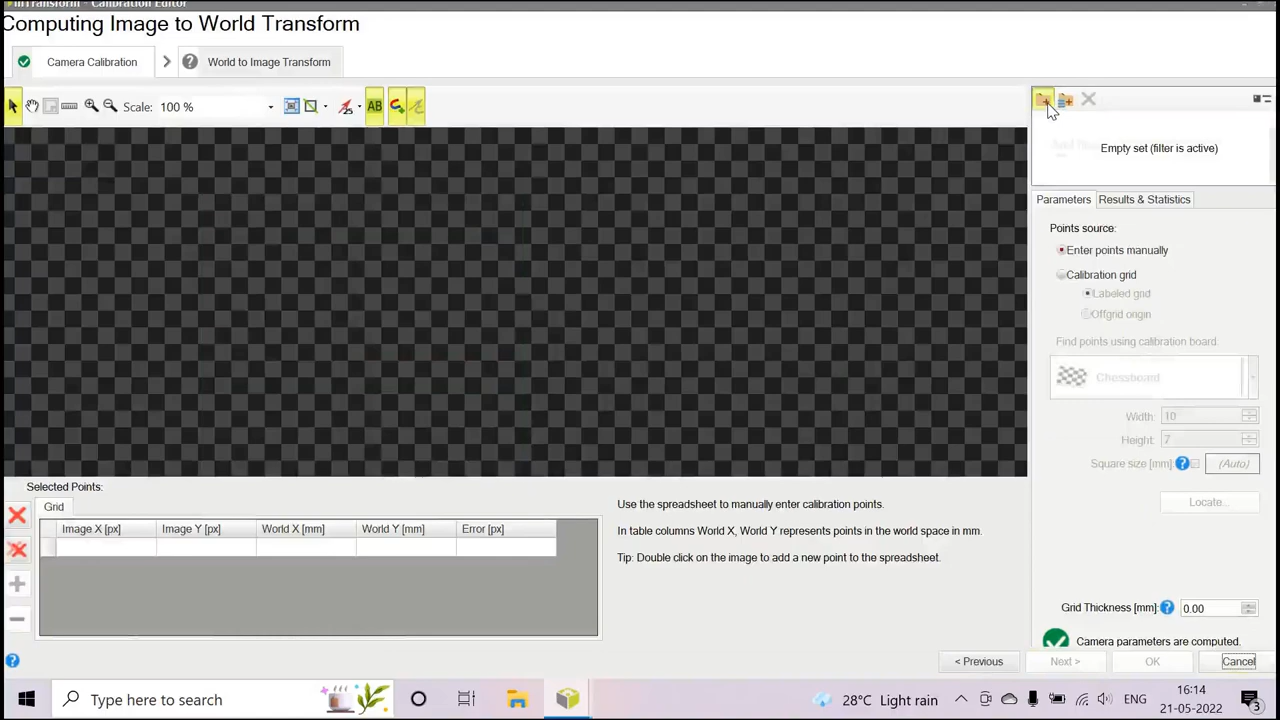 inTransform - Calibration Editor
Computing Image to World Transform
Camera Calibration
World to Image Transform
Scale: 100 %
AB
Empty set (filter is active)
Parameters
Results & Statistics
Points source:
Enter points manually
Calibration grid
Labeled grid
Offgrid origin
Find points using calibration board.
Chessboard
Width: 10
Height: 7
Square size [mm]: (Auto)
Locate...
Selected Points:
Grid
Image X [px] Image Y [px] World X [mm] World Y [mm] Error [px]
Use the spreadsheet to manually enter calibration points.
In table columns World X, World Y represents points in the world space in mm.
Tip: Double click on the image to add a new point to the spreadsheet.
Grid Thickness [mm]: 0.00
Camera parameters are computed.
< Previous
Next >
OK
Cancel
Type here to search
28°C Light rain
ENG
16:14
21-05-2022
3